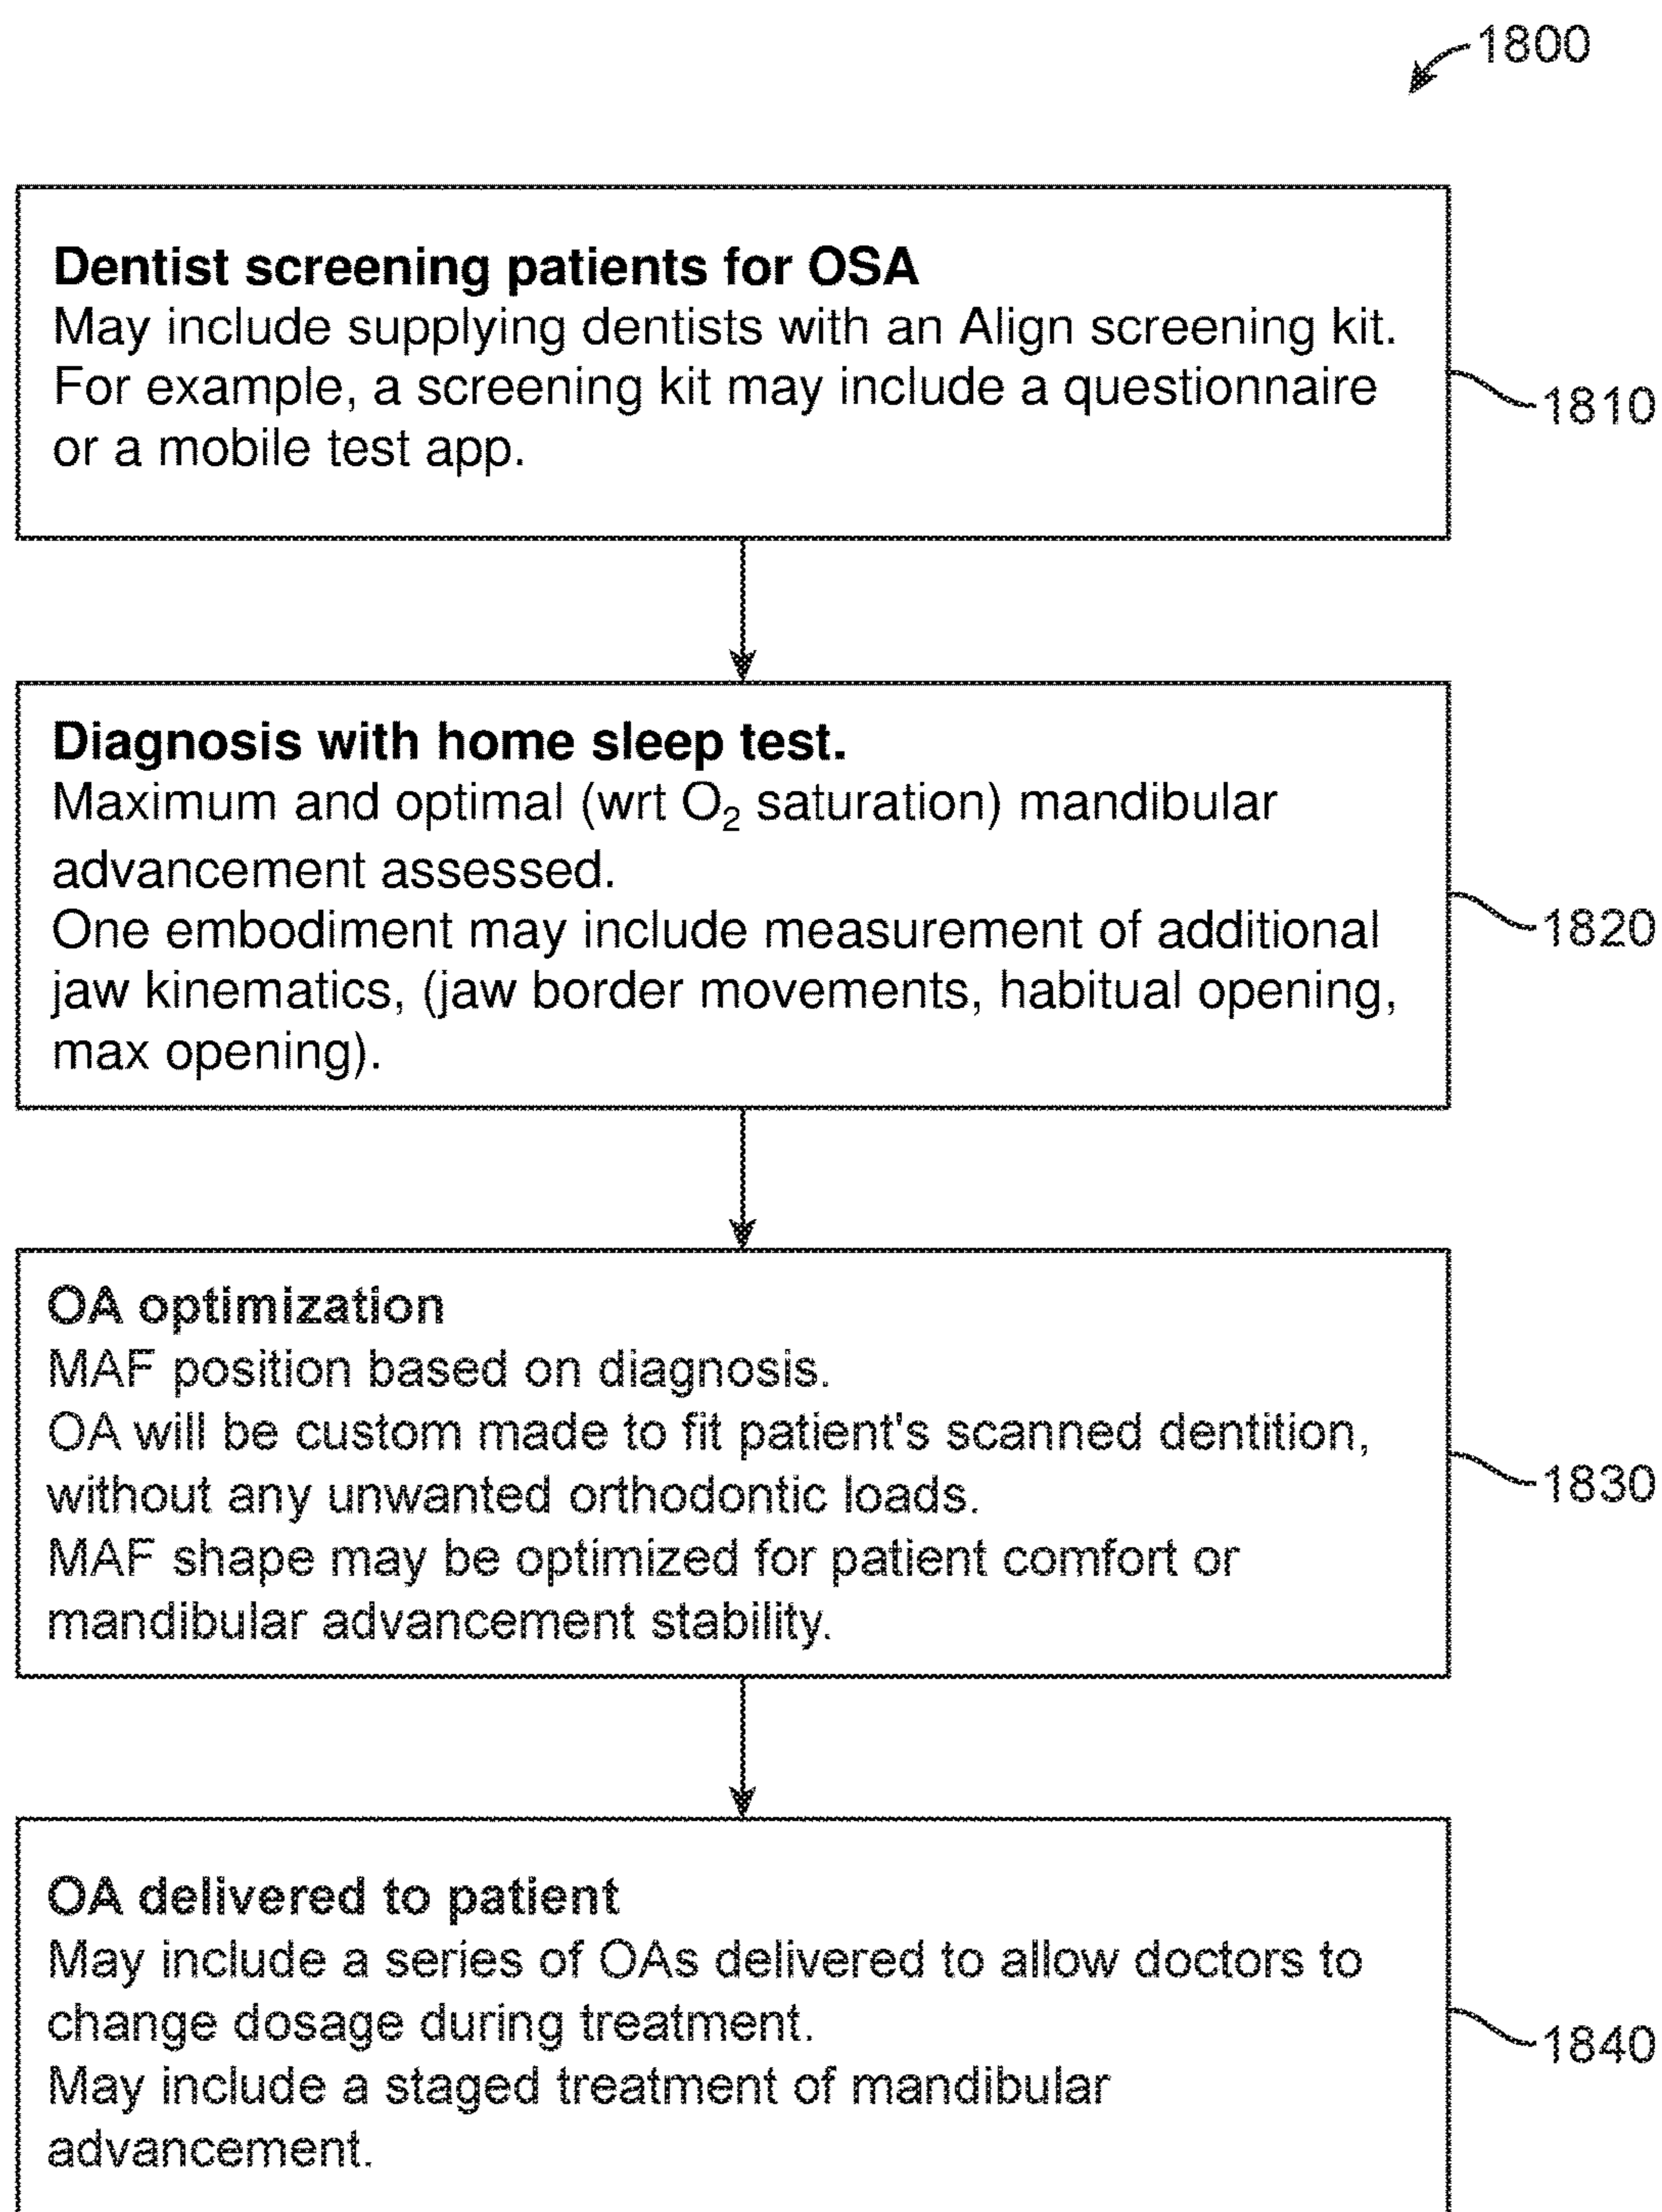 1800
Dentist screening patients for OSA
May include supplying dentists with an Align screening kit.
For example, a screening kit may include a questionnaire
or a mobile test app.
1810
Diagnosis with home sleep test.
Maximum and optimal (wrt O₂ saturation) mandibular
advancement assessed.
One embodiment may include measurement of additional
jaw kinematics, (jaw border movements, habitual opening,
max opening).
1820
OA optimization
MAF position based on diagnosis.
OA will be custom made to fit patient's scanned dentition,
without any unwanted orthodontic loads.
MAF shape may be optimized for patient comfort or
mandibular advancement stability.
1830
OA delivered to patient
May include a series of OAs delivered to allow doctors to
change dosage during treatment.
May include a staged treatment of mandibular
advancement.
1840